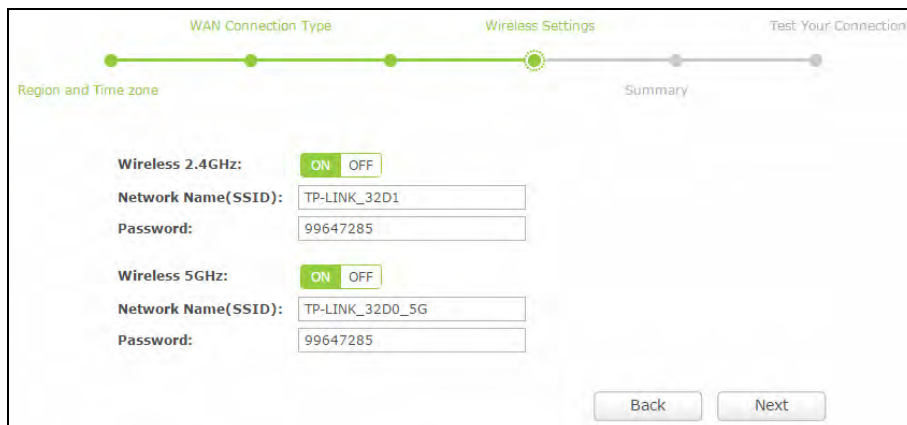 WAN Connection Type Wireless Settings Test Your Connection
Region and Time zone Summary
Wireless 2.4GHz: ON OFF
Network Name(SSID): TP-LINK_32D1
Password: 99647285
Wireless 5GHz: ON OFF
Network Name(SSID): TP-LINK_32D0_5G
Password: 99647285
Back Next